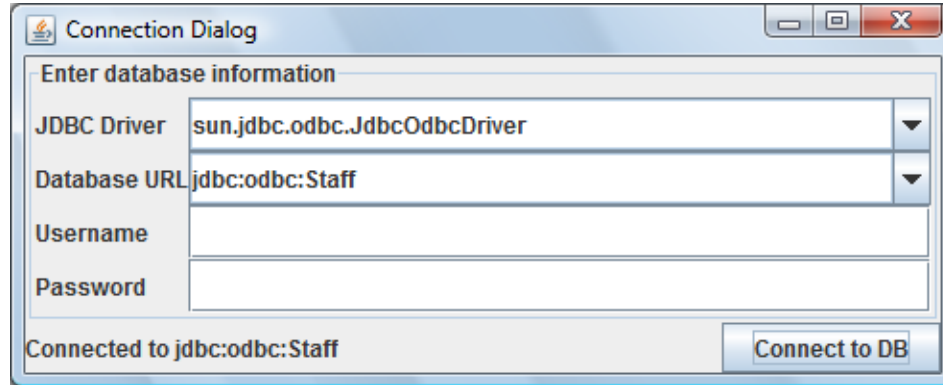 Connection Dialog
Enter database information
JDBC Driver sun.jdbc.odbc.JdbcOdbcDriver
Database URL jdbc:odbc:Staff
Username
Password
Connected to jdbc:odbc:Staff Connect to DB